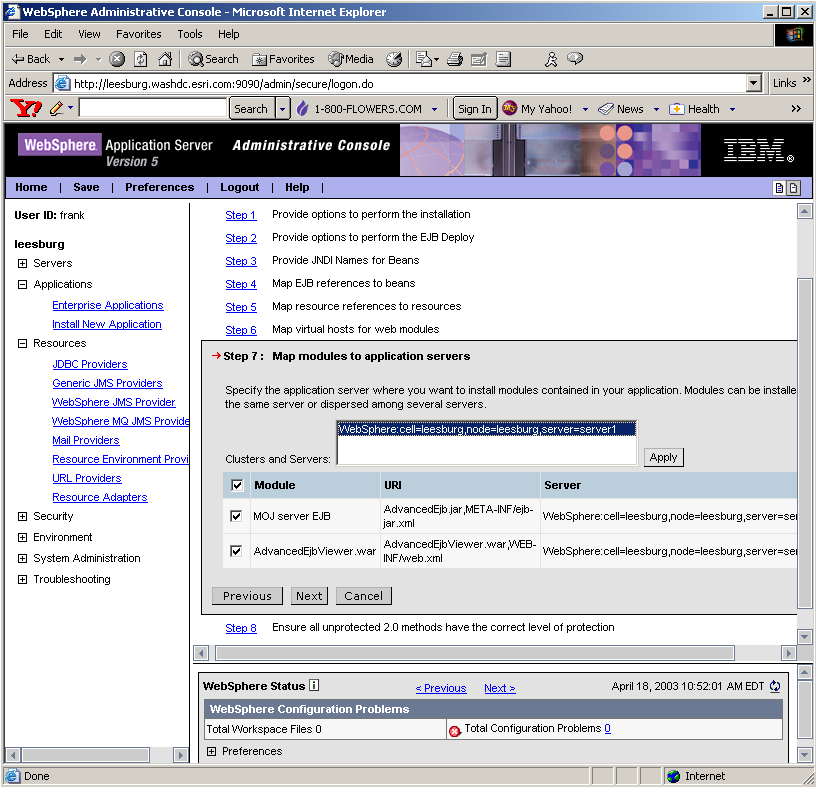 WebSphere Administrative Console - Microsoft Internet Explorer
File Edit View Favorites Tools Help
Back Search Favorites Media
Address http://leesburg.washdc.esri.com:9090/admin/secure/logon.do Links »
Y! Search 1-800-FLOWERS.COM Sign In My Yahoo! News Health »
WebSphere Application Server Administrative Console IBM®
Version 5
Home | Save | Preferences | Logout | Help |
User ID: frank
leesburg
Servers
Applications
Enterprise Applications
Install New Application
Resources
JDBC Providers
Generic JMS Providers
WebSphere JMS Provider
WebSphere MQ JMS Provide
Mail Providers
Resource Environment Provi
URL Providers
Resource Adapters
Security
Environment
System Administration
Troubleshooting
Step 1 Provide options to perform the installation
Step 2 Provide options to perform the EJB Deploy
Step 3 Provide JNDI Names for Beans
Step 4 Map EJB references to beans
Step 5 Map resource references to resources
Step 6 Map virtual hosts for web modules
Step 7 : Map modules to application servers
Specify the application server where you want to install modules contained in your application. Modules can be installe
the same server or dispersed among several servers.
WebSphere:cell=leesburg,node=leesburg,server=server1
Clusters and Servers: Apply
Module URI Server
MOJ server EJB AdvancedEjb.jar,META-INF/ejb-
jar.xml WebSphere:cell=leesburg,node=leesburg,server=ser
AdvancedEjbViewer.war AdvancedEjbViewer.war,WEB-
INF/web.xml WebSphere:cell=leesburg,node=leesburg,server=ser
Previous Next Cancel
Step 8 Ensure all unprotected 2.0 methods have the correct level of protection
WebSphere Status i < Previous Next > April 18, 2003 10:52:01 AM EDT
WebSphere Configuration Problems
Total Workspace Files 0 Total Configuration Problems 0
Preferences
Done Internet